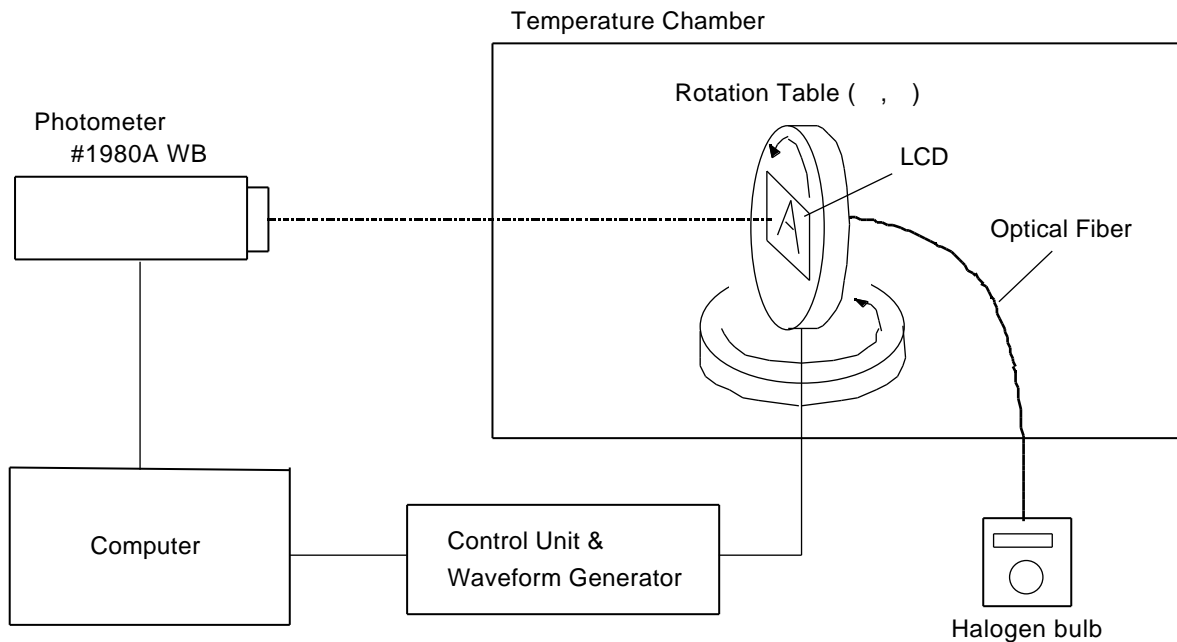 Temperature Chamber
Rotation Table ( , )
Photometer
#1980A WB
LCD
A
Optical Fiber
Computer
Control Unit &
Waveform Generator
Halogen bulb